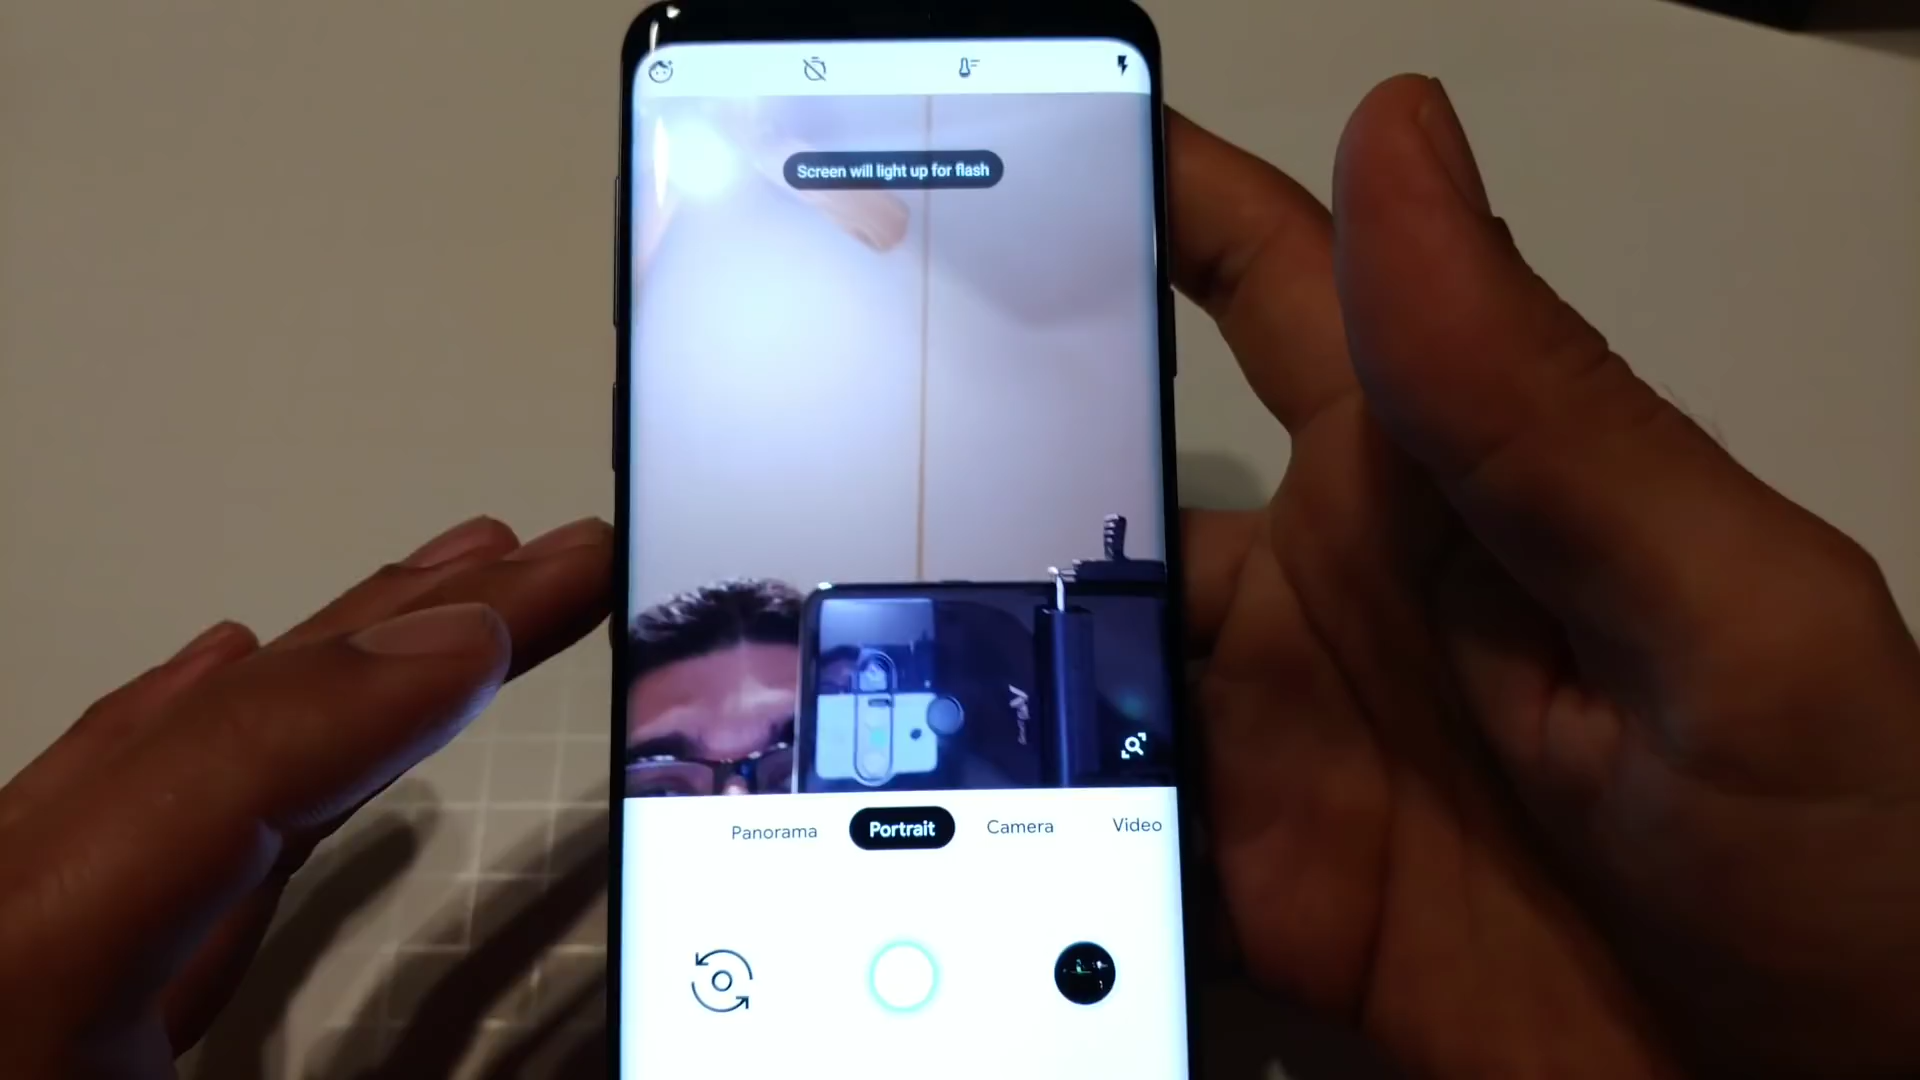 Screen will light up for flash
Panorama
Portrait
Camera
Video